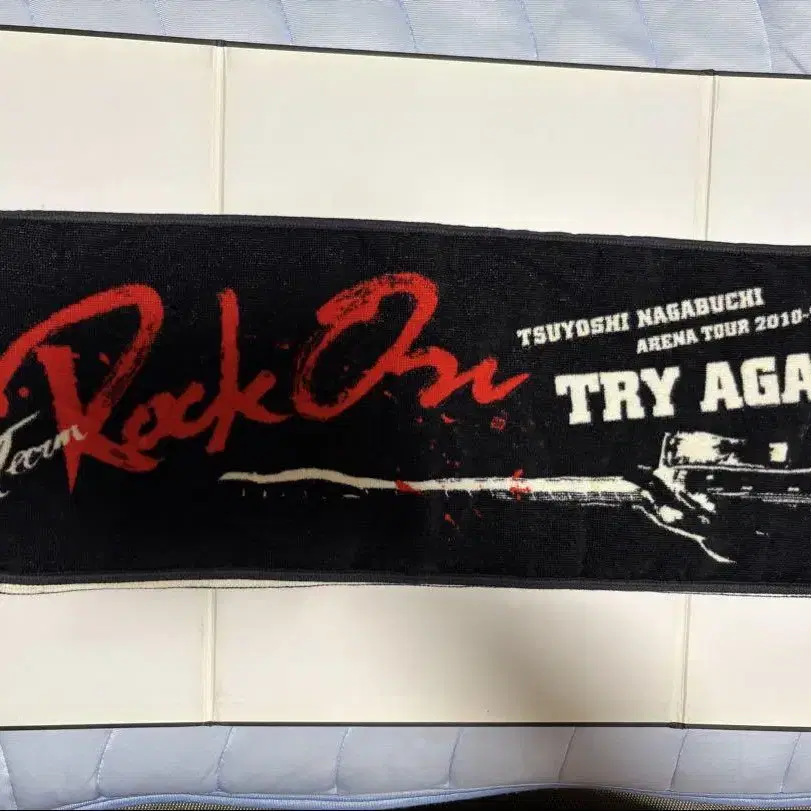 Team
Rock On
TSUYOSHI NAGABUCHI
ARENA TOUR 2010-
TRY AGA